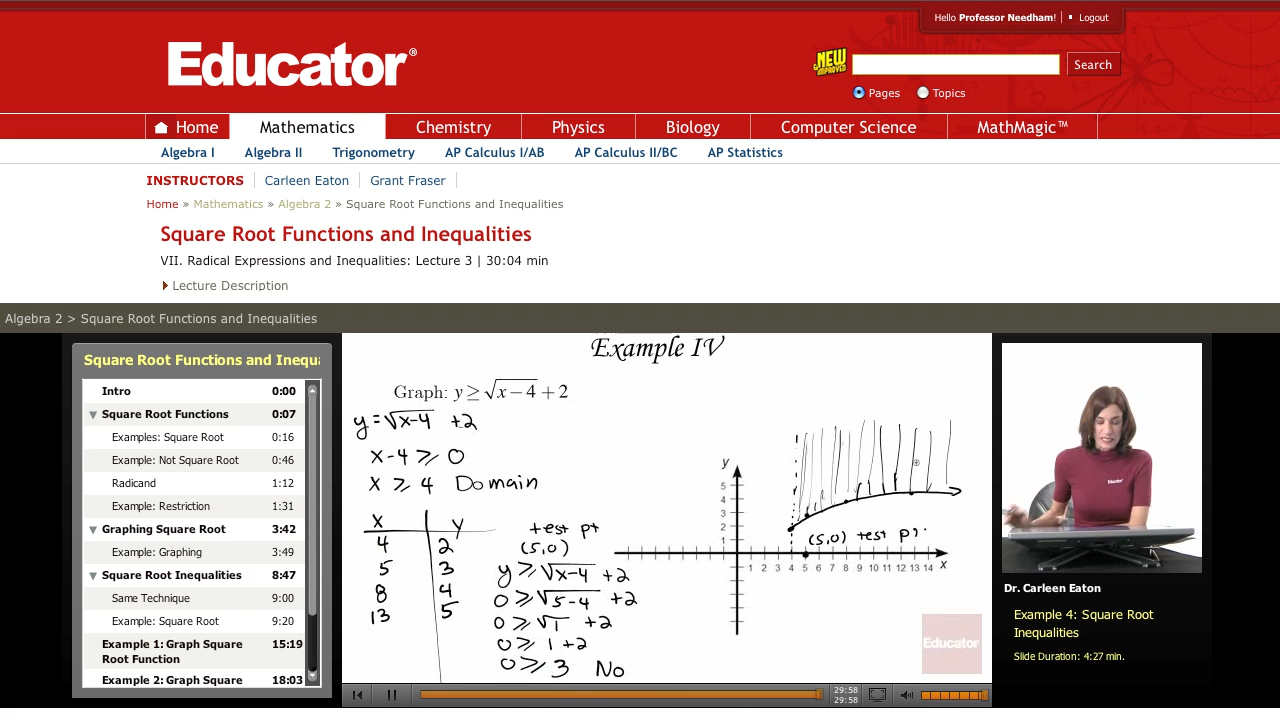 Hello Professor Needham! Logout
Educator®
NEW
& IMPROVED
Search
Pages Topics
Home Mathematics Chemistry Physics Biology Computer Science MathMagic™
Algebra I Algebra II Trigonometry AP Calculus I/AB AP Calculus II/BC AP Statistics
INSTRUCTORS Carleen Eaton Grant Fraser
Home » Mathematics » Algebra 2 » Square Root Functions and Inequalities
Square Root Functions and Inequalities
VII. Radical Expressions and Inequalities: Lecture 3 | 30:04 min
Lecture Description
Algebra 2 > Square Root Functions and Inequalities
Square Root Functions and Inequa
Intro 0:00
Square Root Functions 0:07
Examples: Square Root 0:16
Example: Not Square Root 0:46
Radicand 1:12
Example: Restriction 1:31
Graphing Square Root 3:42
Example: Graphing 3:49
Square Root Inequalities 8:47
Same Technique 9:00
Example: Square Root 9:20
Example 1: Graph Square 15:19
Root Function
Example 2: Graph Square 18:03
Example IV
Graph: y ≥ √(x − 4) + 2
y = √(x-4) +2
x-4 ≥ 0
x ≥ 4 Domain
x y
4 2
5 3
8 4
13 5
test pt
(5,0)
y ≥ √(x-4) +2
0 ≥ √(5-4) +2
0 ≥ √1 +2
0 ≥ 1 +2
0 ≥ 3 No
y
5
4
3
2
1
(5,0) test pt
1 2 3 4 5 6 7 8 9 10 11 12 13 14 x
Educator
29:58
29:58
Educator
Dr. Carleen Eaton
Example 4: Square Root
Inequalities
Slide Duration: 4:27 min.